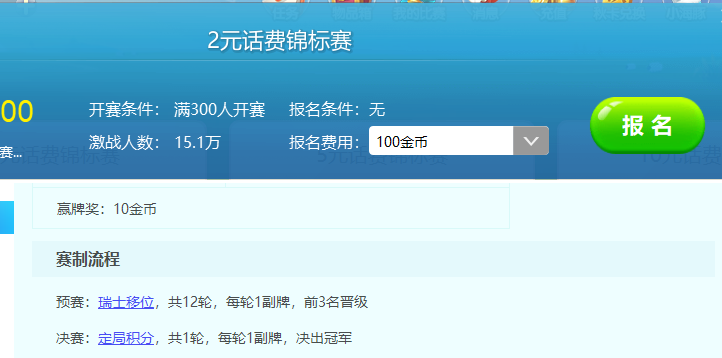 2元话费锦标赛
00
开赛条件： 满300人开赛 报名条件：无
激战人数： 15.1万 报名费用： 100金币
报 名
赛...
赢牌奖：10金币
赛制流程
预赛：瑞士移位，共12轮，每轮1副牌，前3名晋级
决赛：定局积分，共1轮，每轮1副牌，决出冠军